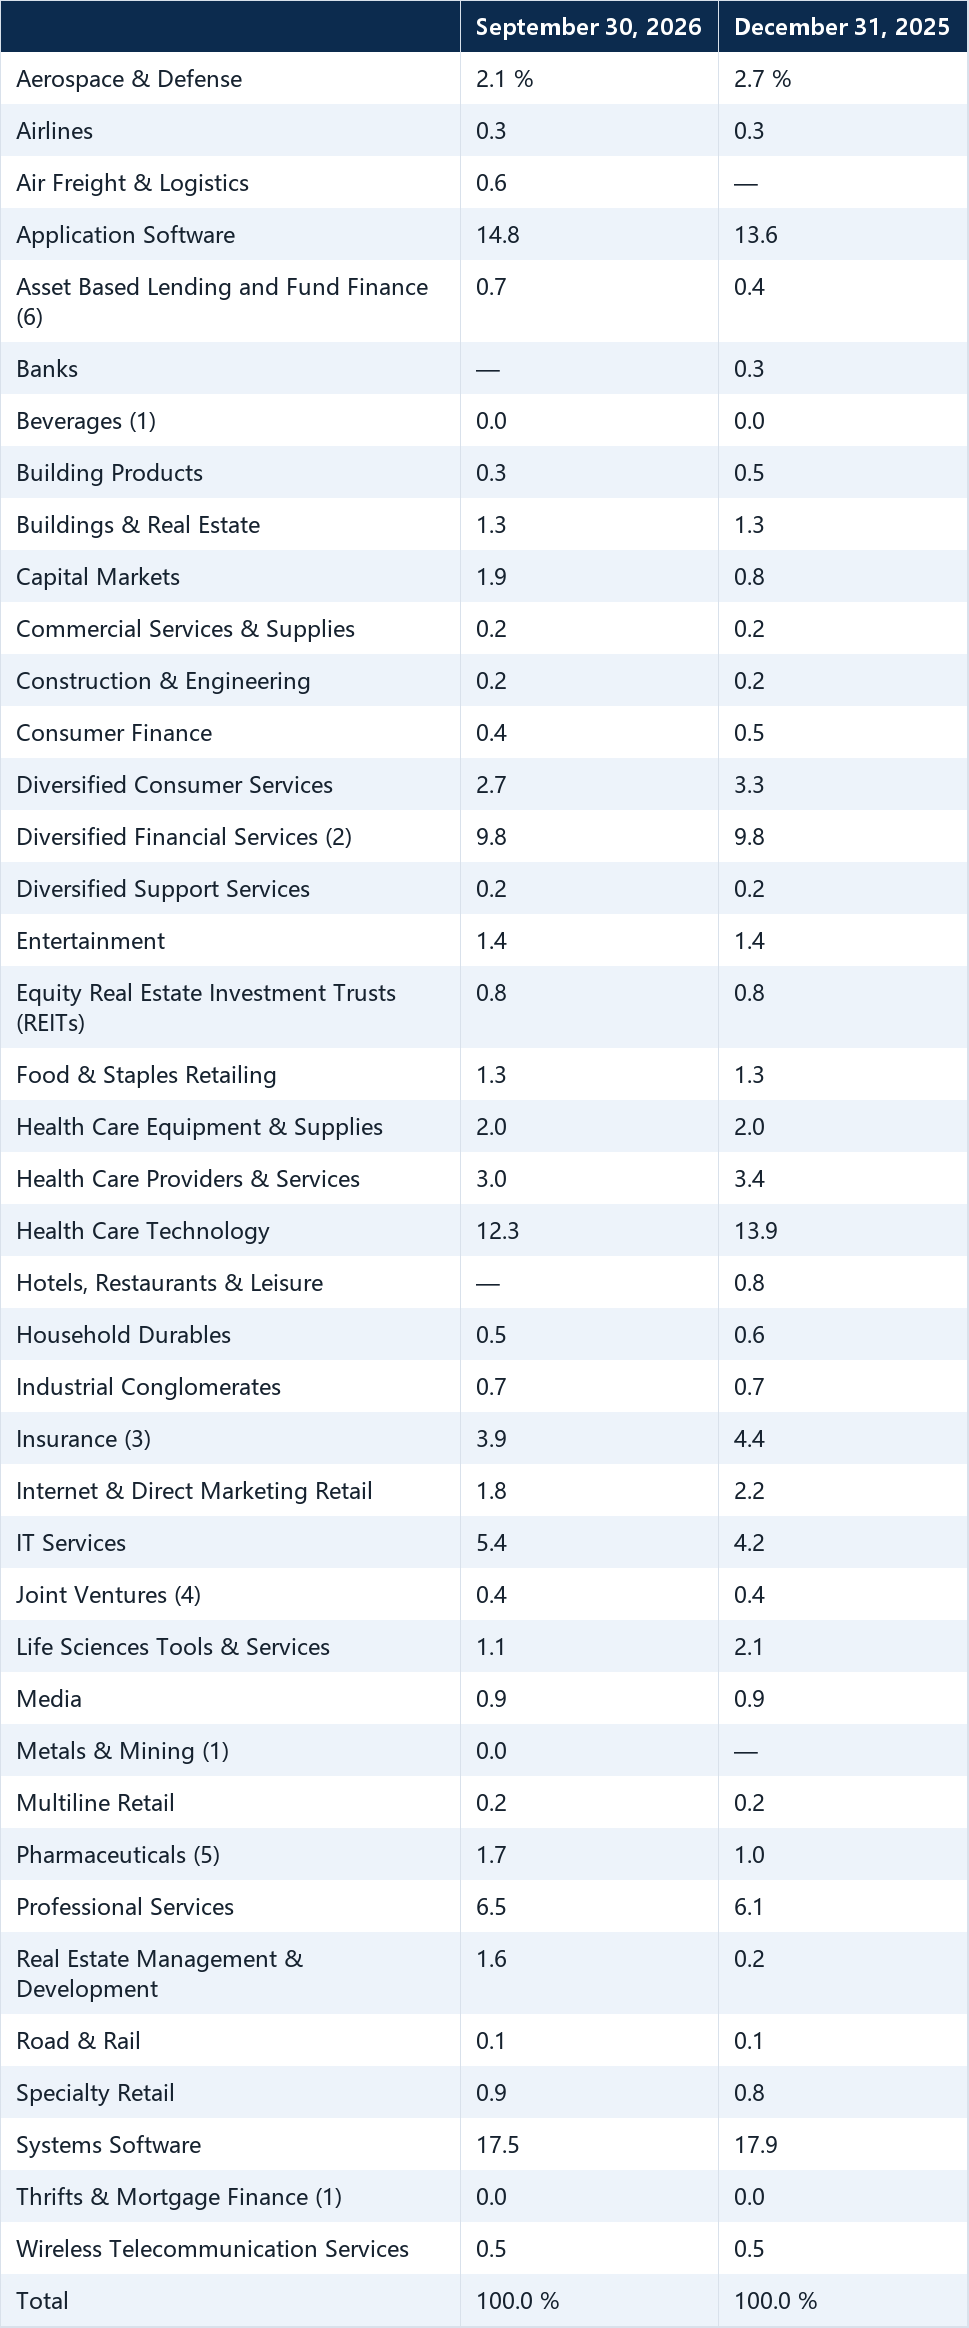 September 30, 2026 December 31, 2025
Aerospace & Defense 2.1 % 2.7 %
Airlines 0.3 0.3
Air Freight & Logistics 0.6 —
Application Software 14.8 13.6
Asset Based Lending and Fund Finance 0.7 0.4
(6)
Banks — 0.3
Beverages (1) 0.0 0.0
Building Products 0.3 0.5
Buildings & Real Estate 1.3 1.3
Capital Markets 1.9 0.8
Commercial Services & Supplies 0.2 0.2
Construction & Engineering 0.2 0.2
Consumer Finance 0.4 0.5
Diversified Consumer Services 2.7 3.3
Diversified Financial Services (2) 9.8 9.8
Diversified Support Services 0.2 0.2
Entertainment 1.4 1.4
Equity Real Estate Investment Trusts 0.8 0.8
(REITs)
Food & Staples Retailing 1.3 1.3
Health Care Equipment & Supplies 2.0 2.0
Health Care Providers & Services 3.0 3.4
Health Care Technology 12.3 13.9
Hotels, Restaurants & Leisure — 0.8
Household Durables 0.5 0.6
Industrial Conglomerates 0.7 0.7
Insurance (3) 3.9 4.4
Internet & Direct Marketing Retail 1.8 2.2
IT Services 5.4 4.2
Joint Ventures (4) 0.4 0.4
Life Sciences Tools & Services 1.1 2.1
Media 0.9 0.9
Metals & Mining (1) 0.0 —
Multiline Retail 0.2 0.2
Pharmaceuticals (5) 1.7 1.0
Professional Services 6.5 6.1
Real Estate Management & 1.6 0.2
Development
Road & Rail 0.1 0.1
Specialty Retail 0.9 0.8
Systems Software 17.5 17.9
Thrifts & Mortgage Finance (1) 0.0 0.0
Wireless Telecommunication Services 0.5 0.5
Total 100.0 % 100.0 %